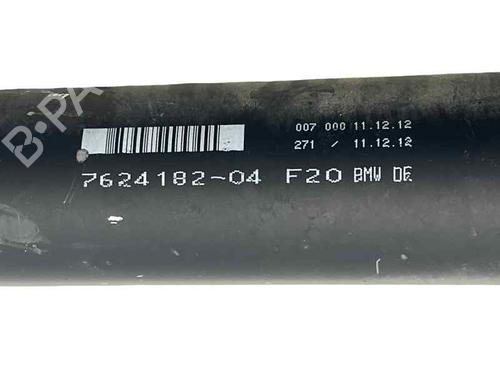 B-PA
007 000 11.12.12
271 / 11.12.12
7624182-04 F20 BMW DE